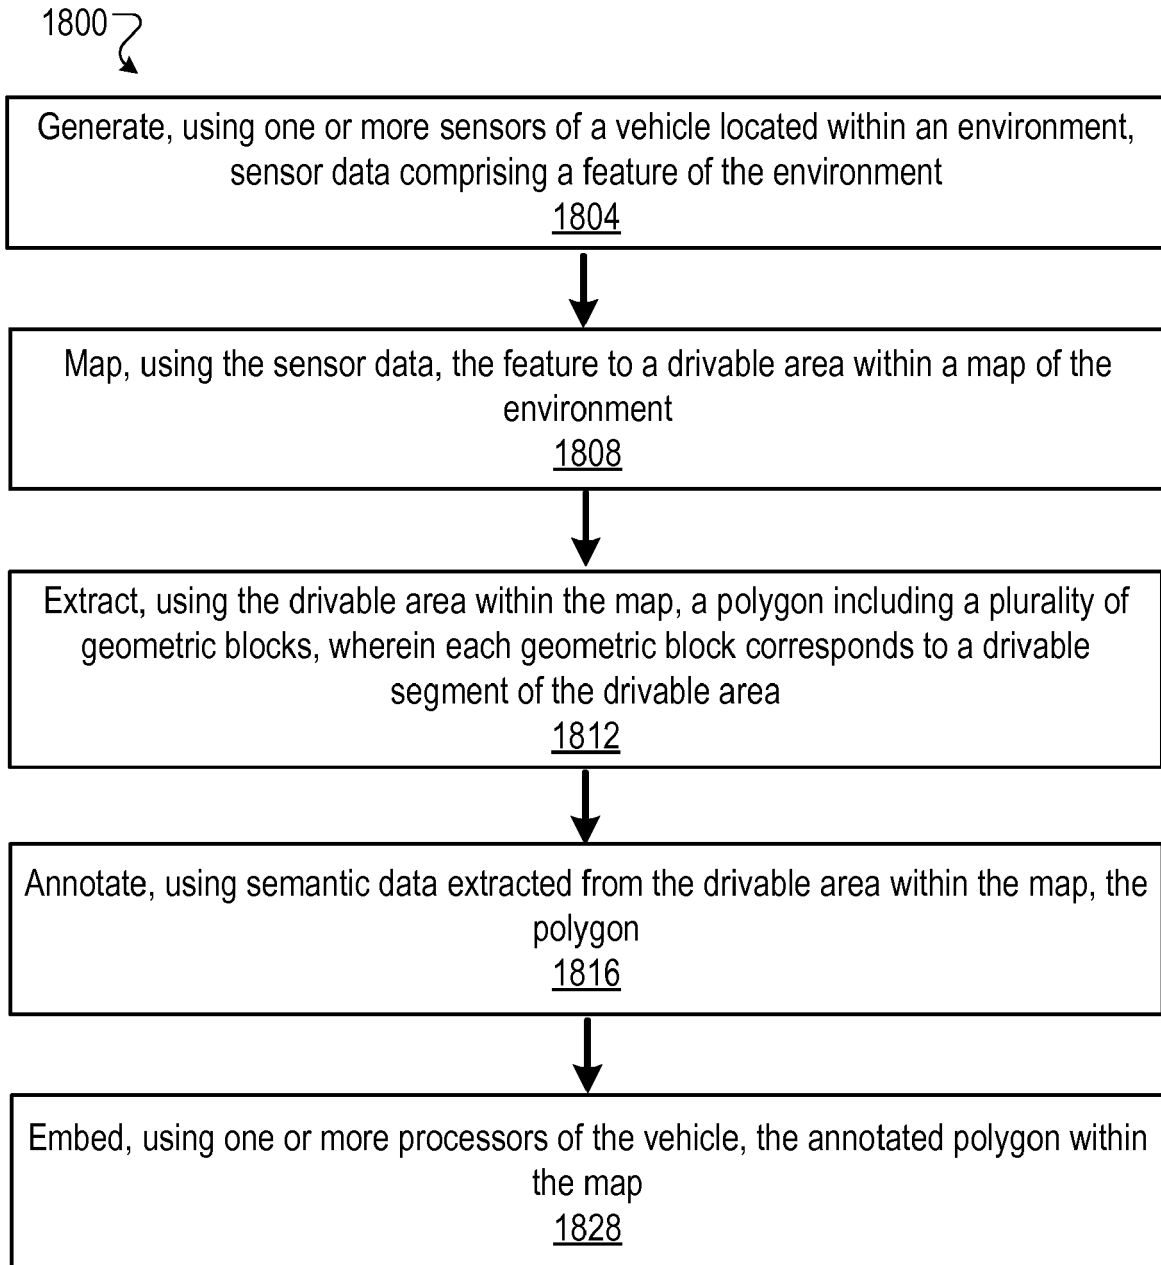 1800
Generate, using one or more sensors of a vehicle located within an environment,
sensor data comprising a feature of the environment
1804
Map, using the sensor data, the feature to a drivable area within a map of the
environment
1808
Extract, using the drivable area within the map, a polygon including a plurality of
geometric blocks, wherein each geometric block corresponds to a drivable
segment of the drivable area
1812
Annotate, using semantic data extracted from the drivable area within the map, the
polygon
1816
Embed, using one or more processors of the vehicle, the annotated polygon within
the map
1828